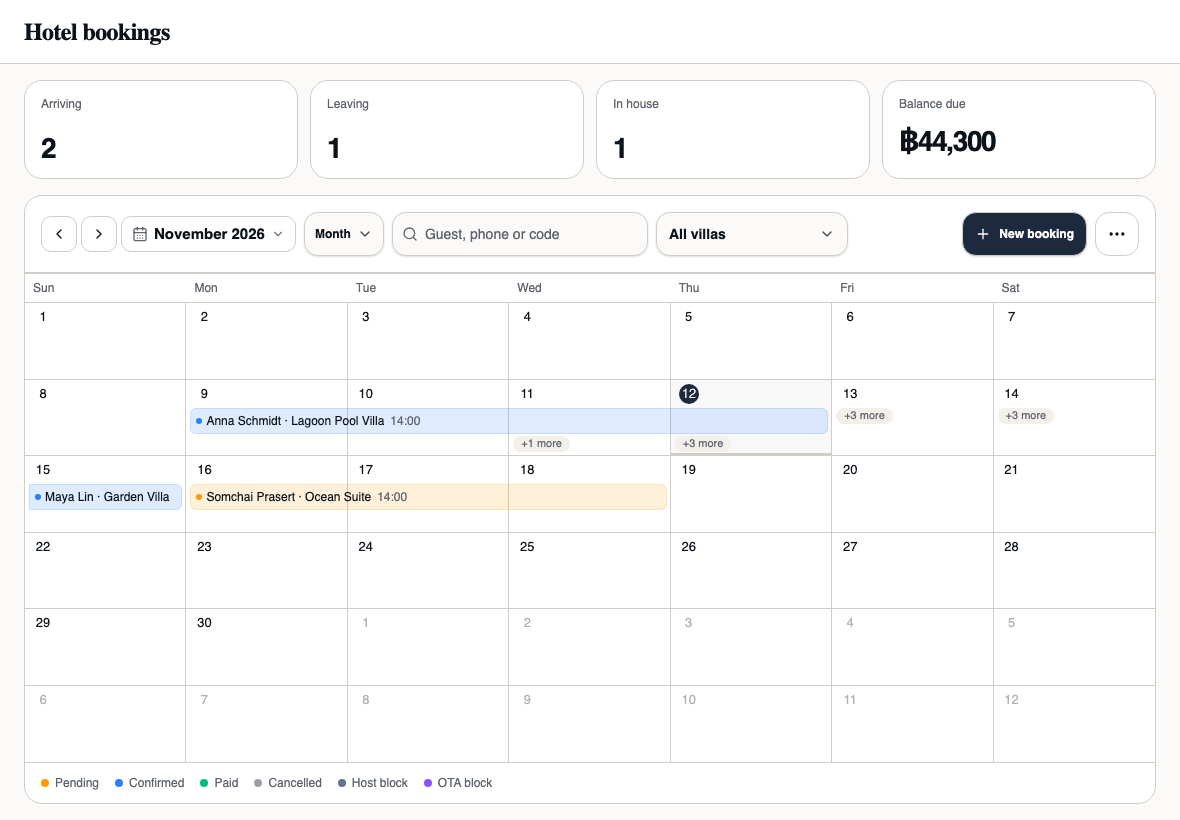 Hotel bookings
Arriving
2
Leaving
1
In house
1
Balance due
฿44,300
November 2026
Month
Guest, phone or code
All villas
New booking
Sun Mon Tue Wed Thu Fri Sat
1 2 3 4 5 6 7
8 9 10 11 12 13 14
Anna Schmidt · Lagoon Pool Villa 14:00
+3 more +3 more
+1 more +3 more
15 16 17 18 19 20 21
Maya Lin · Garden Villa
Somchai Prasert · Ocean Suite 14:00
22 23 24 25 26 27 28
29 30 1 2 3 4 5
6 7 8 9 10 11 12
Pending Confirmed Paid Cancelled Host block OTA block